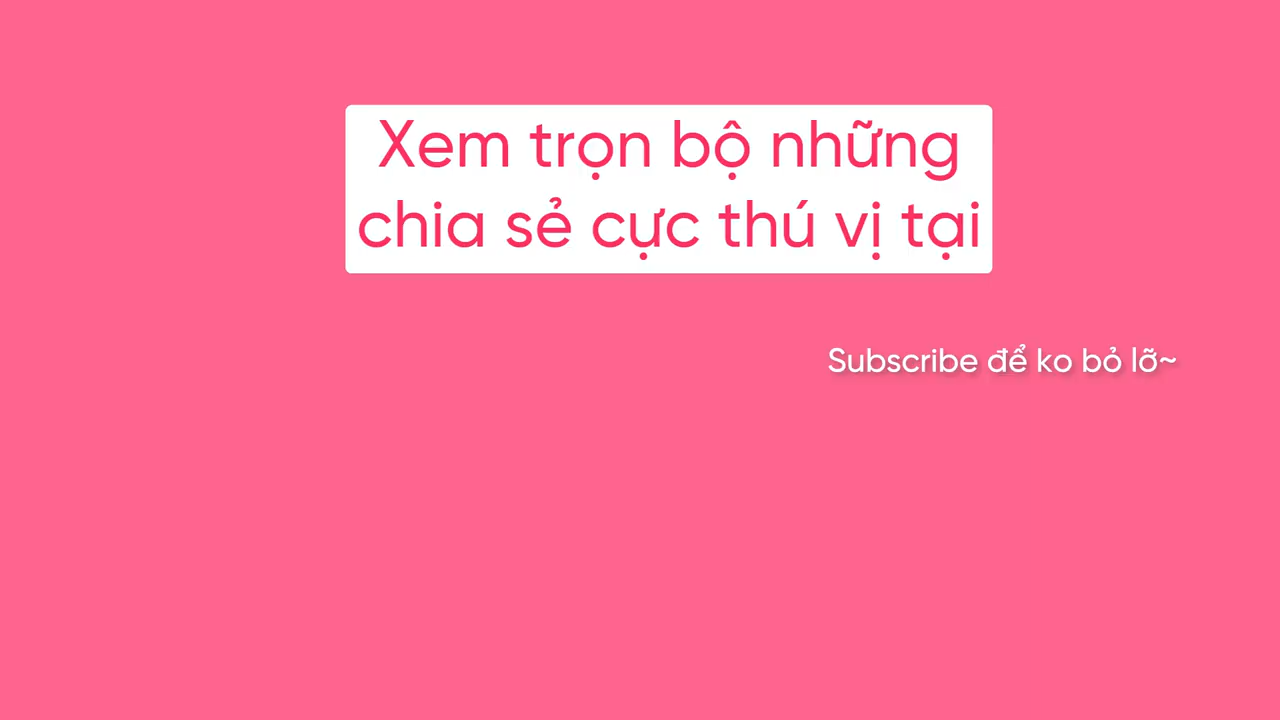 Xem trọn bộ những
chia sẻ cực thú vị tại
Subscribe để ko bỏ lỡ~